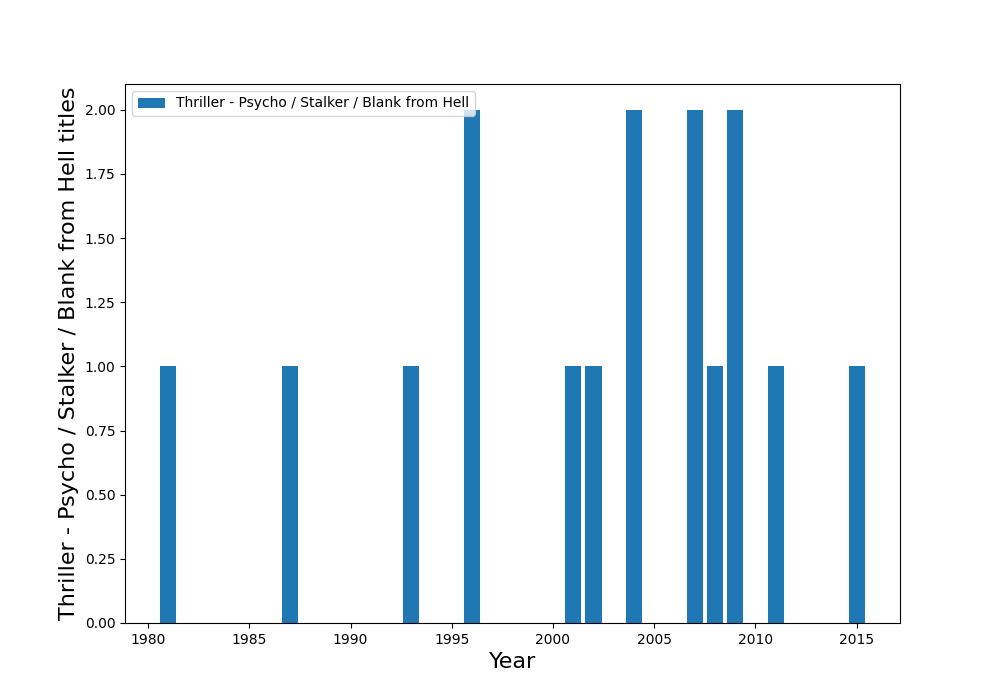 Thriller - Psycho / Stalker / Blank from Hell titles
Thriller - Psycho / Stalker / Blank from Hell
2.00
1.75
1.50
1.25
1.00
0.75
0.50
0.25
0.00
1980 1985 1990 1995 2000 2005 2010 2015
Year